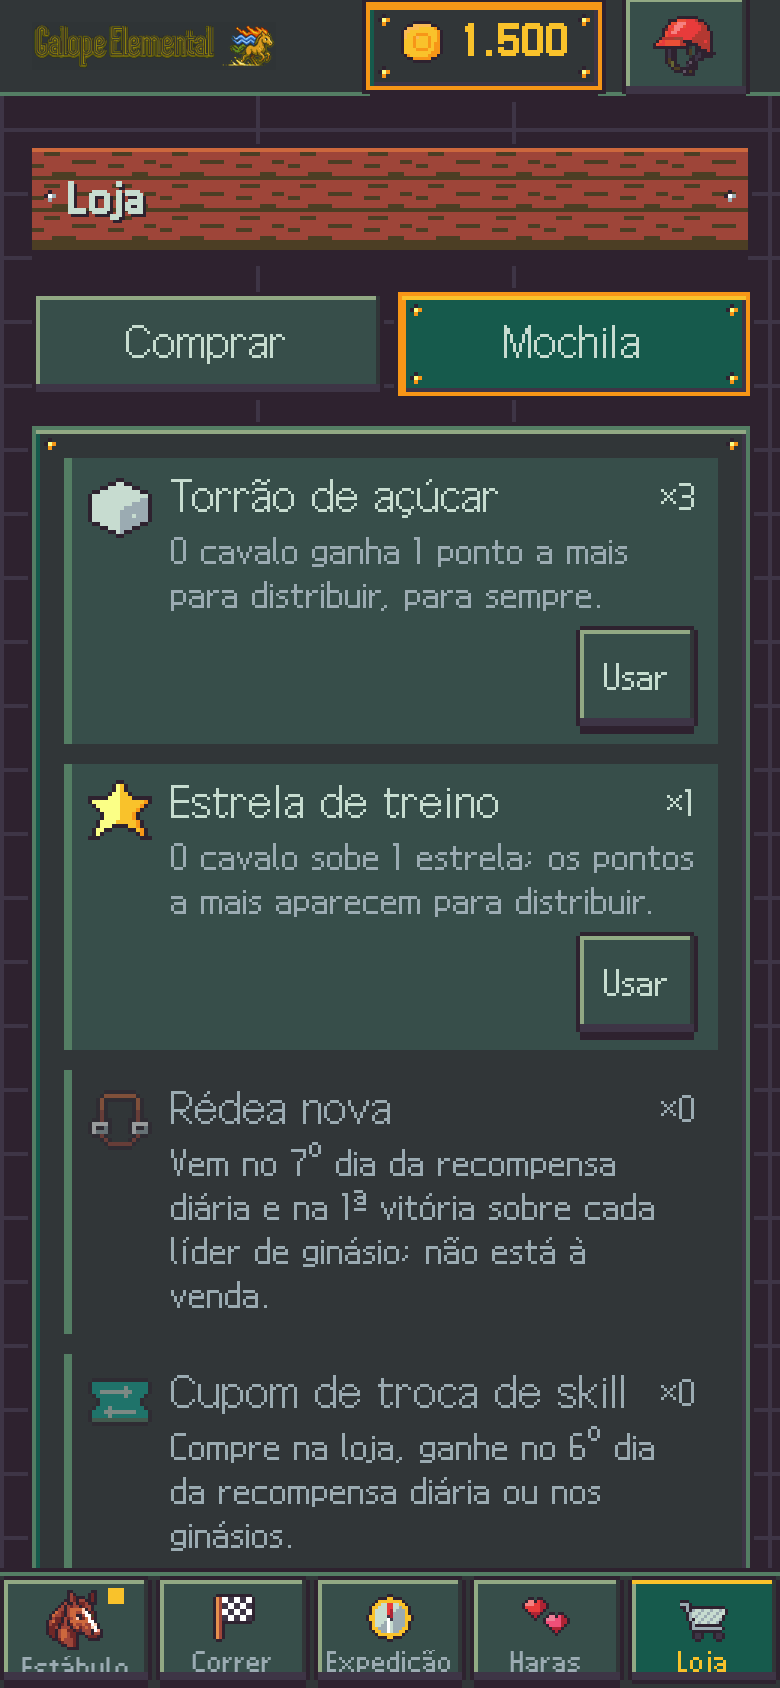 Galope Elemental
1.500
Loja
Comprar
Mochila
Torrão de açúcar ×3
O cavalo ganha 1 ponto a mais
para distribuir, para sempre.
Usar
Estrela de treino ×1
O cavalo sobe 1 estrela; os pontos
a mais aparecem para distribuir.
Usar
Rédea nova ×0
Vem no 7º dia da recompensa
diária e na 1ª vitória sobre cada
líder de ginásio; não está à
venda.
Cupom de troca de skill ×0
Compre na loja, ganhe no 6º dia
da recompensa diária ou nos
ginásios.
Estábulo
Correr
Expedição
Haras
Loja